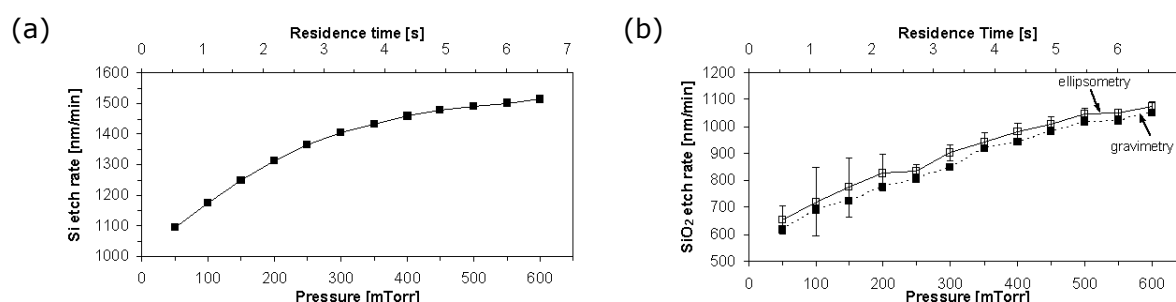 (a)
Residence time [s]
0 1 2 3 4 5 6 7
Si etch rate [nm/min]
1600
1500
1400
1300
1200
1100
1000
0 100 200 300 400 500 600
Pressure [mTorr]
(b)
Residence Time [s]
0 1 2 3 4 5 6
SiO₂ etch rate [nm/min]
1200
1100
1000
900
800
700
600
500
ellipsometry
gravimetry
0 100 200 300 400 500 600
Pressure [mTorr]